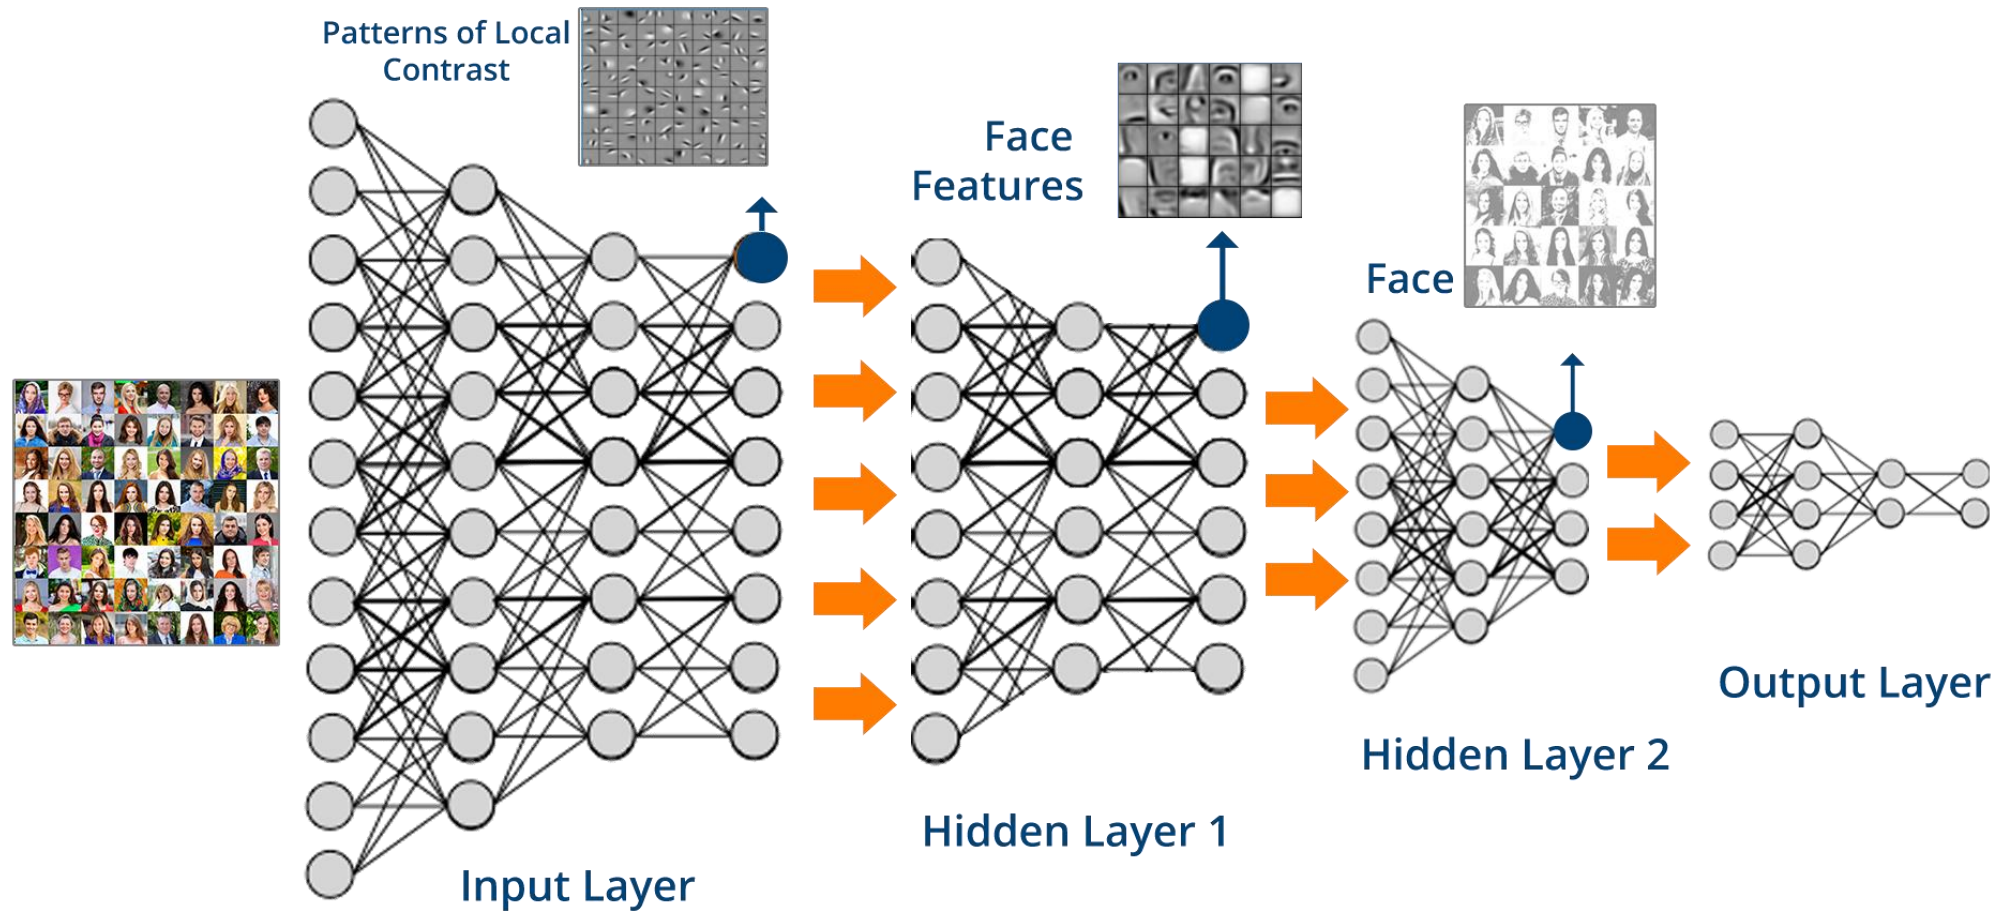 Patterns of Local
Contrast
Face
Features
Face
Input Layer
Hidden Layer 1
Hidden Layer 2
Output Layer